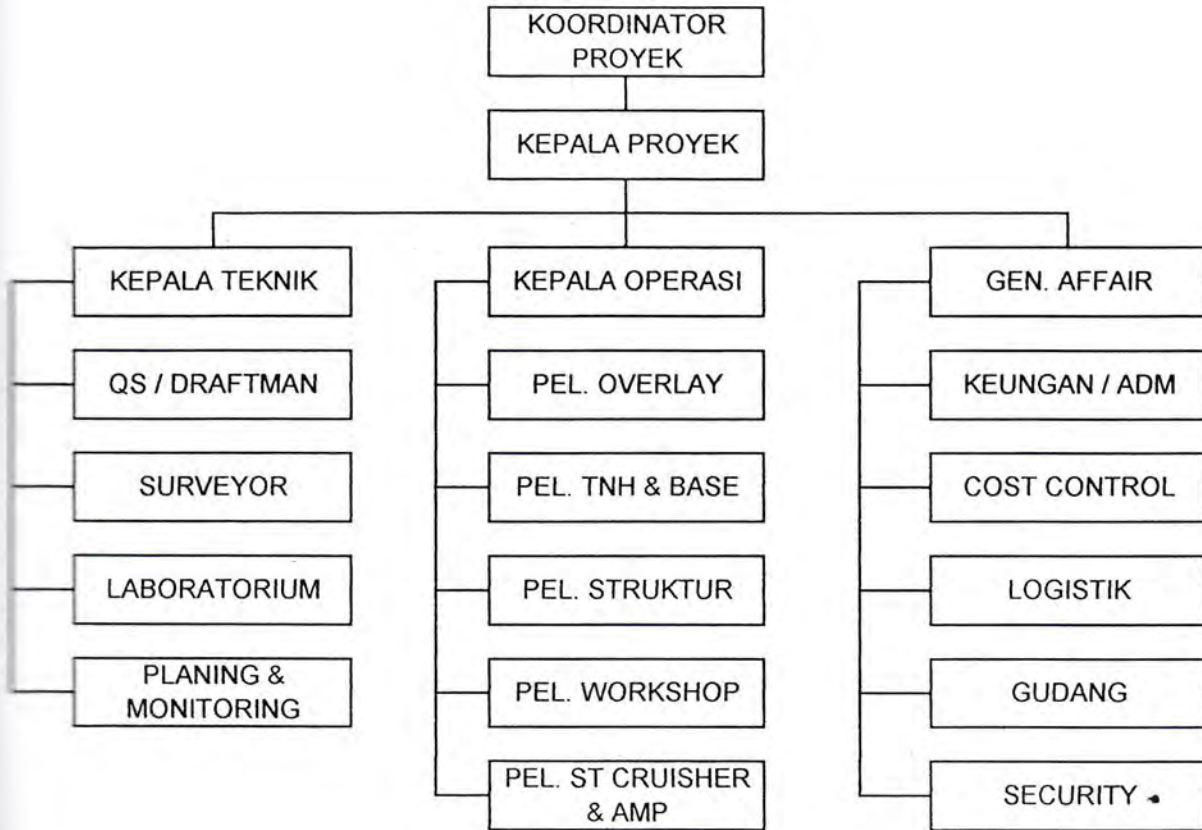 KOORDINATOR
PROYEK
KEPALA PROYEK
KEPALA TEKNIK
KEPALA OPERASI
GEN. AFFAIR
QS / DRAFTMAN
PEL. OVERLAY
KEUNGAN / ADM
SURVEYOR
PEL. TNH & BASE
COST CONTROL
LABORATORIUM
PEL. STRUKTUR
LOGISTIK
PLANING &
MONITORING
PEL. WORKSHOP
GUDANG
PEL. ST CRUISHER
& AMP
SECURITY